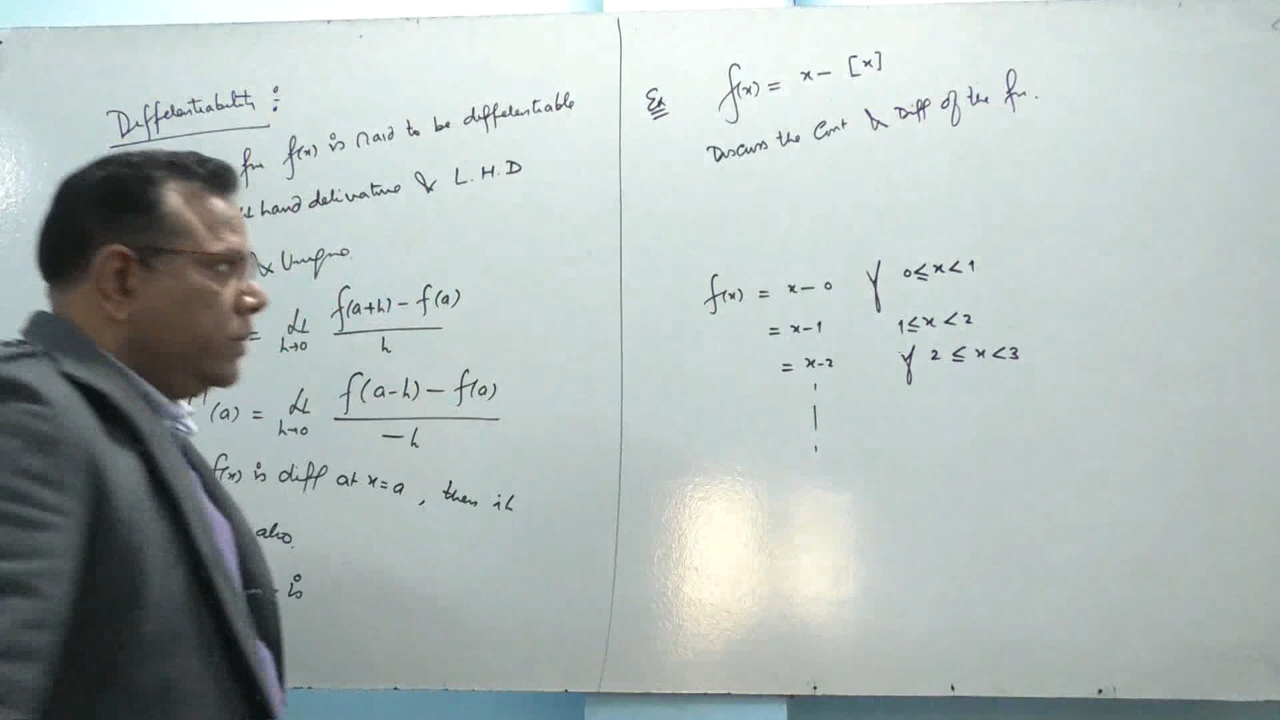 Differentiability :
fn f(x) is said to be differentiable
hand derivative & L.H.D
& Unique.
= Lt h→0 f(a+h) - f(a) / h
(a) = Lt h→0 f(a-h) - f(a) / -h
f(x) is diff at x=a, then it
also.
is
Ex f(x) = x - [x]
Discuss the Cont & Diff of the fn.
f(x) = x-0 if 0≤x<1
= x-1 1≤x<2
= x-2 if 2≤x<3